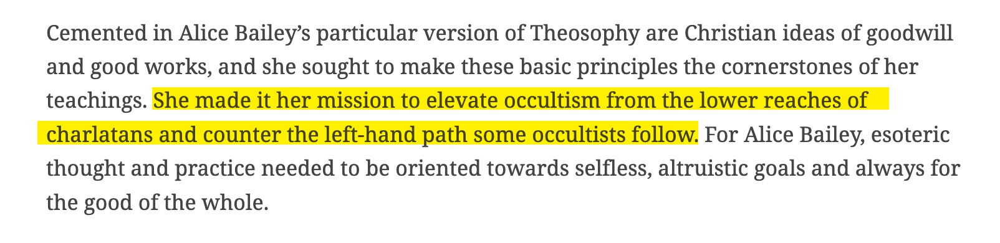 Cemented in Alice Bailey’s particular version of Theosophy are Christian ideas of goodwill
and good works, and she sought to make these basic principles the cornerstones of her
teachings. She made it her mission to elevate occultism from the lower reaches of
charlatans and counter the left-hand path some occultists follow. For Alice Bailey, esoteric
thought and practice needed to be oriented towards selfless, altruistic goals and always for
the good of the whole.